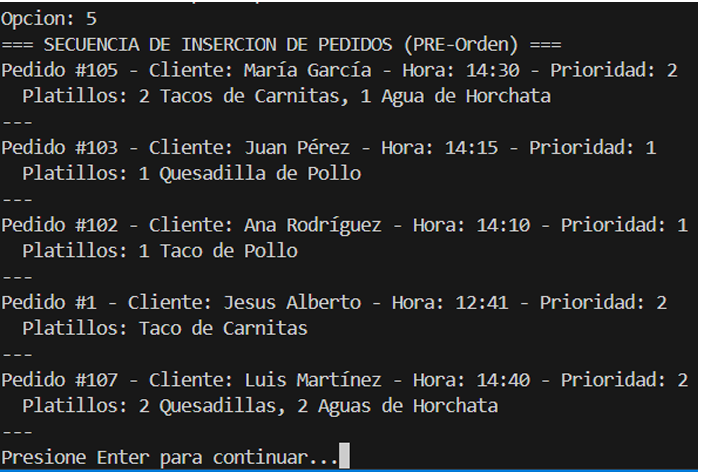 Opcion: 5
=== SECUENCIA DE INSERCION DE PEDIDOS (PRE-Orden) ===
Pedido #105 - Cliente: María García - Hora: 14:30 - Prioridad: 2
  Platillos: 2 Tacos de Carnitas, 1 Agua de Horchata
---
Pedido #103 - Cliente: Juan Pérez - Hora: 14:15 - Prioridad: 1
  Platillos: 1 Quesadilla de Pollo
---
Pedido #102 - Cliente: Ana Rodríguez - Hora: 14:10 - Prioridad: 1
  Platillos: 1 Taco de Pollo
---
Pedido #1 - Cliente: Jesus Alberto - Hora: 12:41 - Prioridad: 2
  Platillos: Taco de Carnitas
---
Pedido #107 - Cliente: Luis Martínez - Hora: 14:40 - Prioridad: 2
  Platillos: 2 Quesadillas, 2 Aguas de Horchata
---
Presione Enter para continuar...